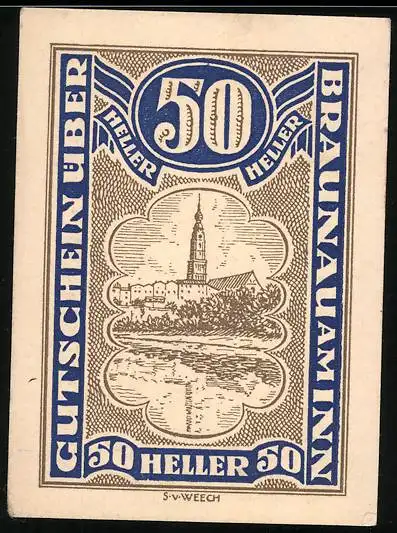 50
HELLER HELLER
GUTSCHEIN ÜBER
BRAUNAU AM INN
50 HELLER 50
S·v·WEECH